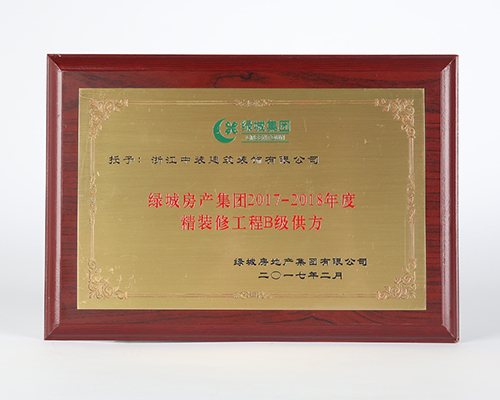 绿城集团
授予：浙江中装建筑装饰有限公司
绿城房产集团2017-2018年度
精装修工程B级供方
绿城房地产集团有限公司
二〇一七年二月